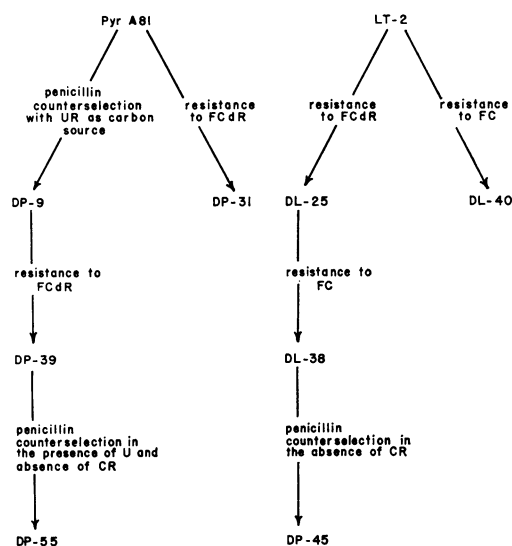 Pyr A81
LT-2
penicillin
counterselection
with UR as carbon
source
resistance
to FCdR
resistance
to FCdR
resistance
to FC
DP-9
DP-31
DL-25
DL-40
resistance to
FCdR
resistance to
FC
DP-39
DL-38
penicillin
counterselection in
the presence of U and
absence of CR
penicillin
counterselection in
the absence of CR
DP-55
DP-45